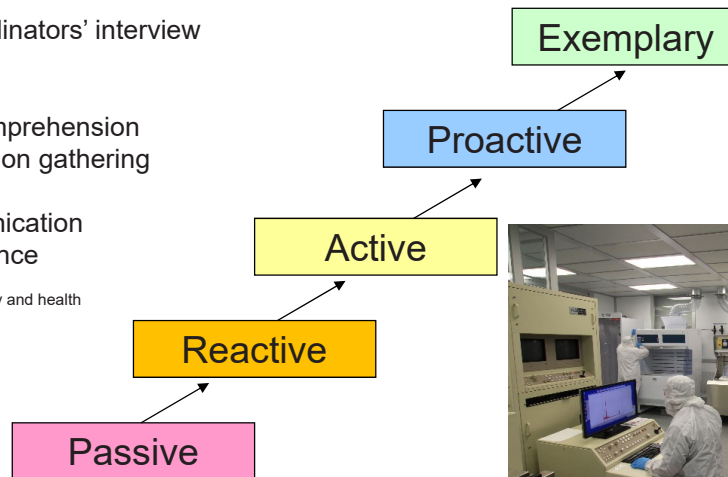 dinators’ interview
mprehension
on gathering
nication
nce
y and health
Exemplary
Proactive
Active
Reactive
Passive